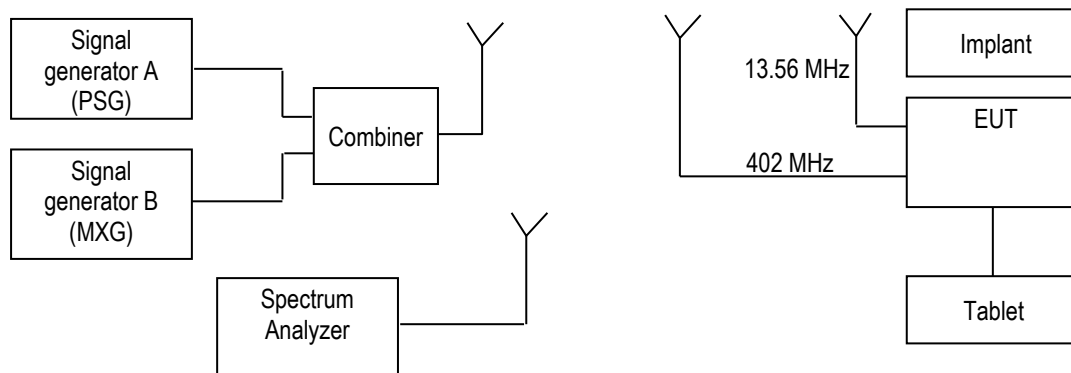 Signal
generator A
(PSG)
Combiner
Signal
generator B
(MXG)
Spectrum
Analyzer
13.56 MHz
402 MHz
Implant
EUT
Tablet